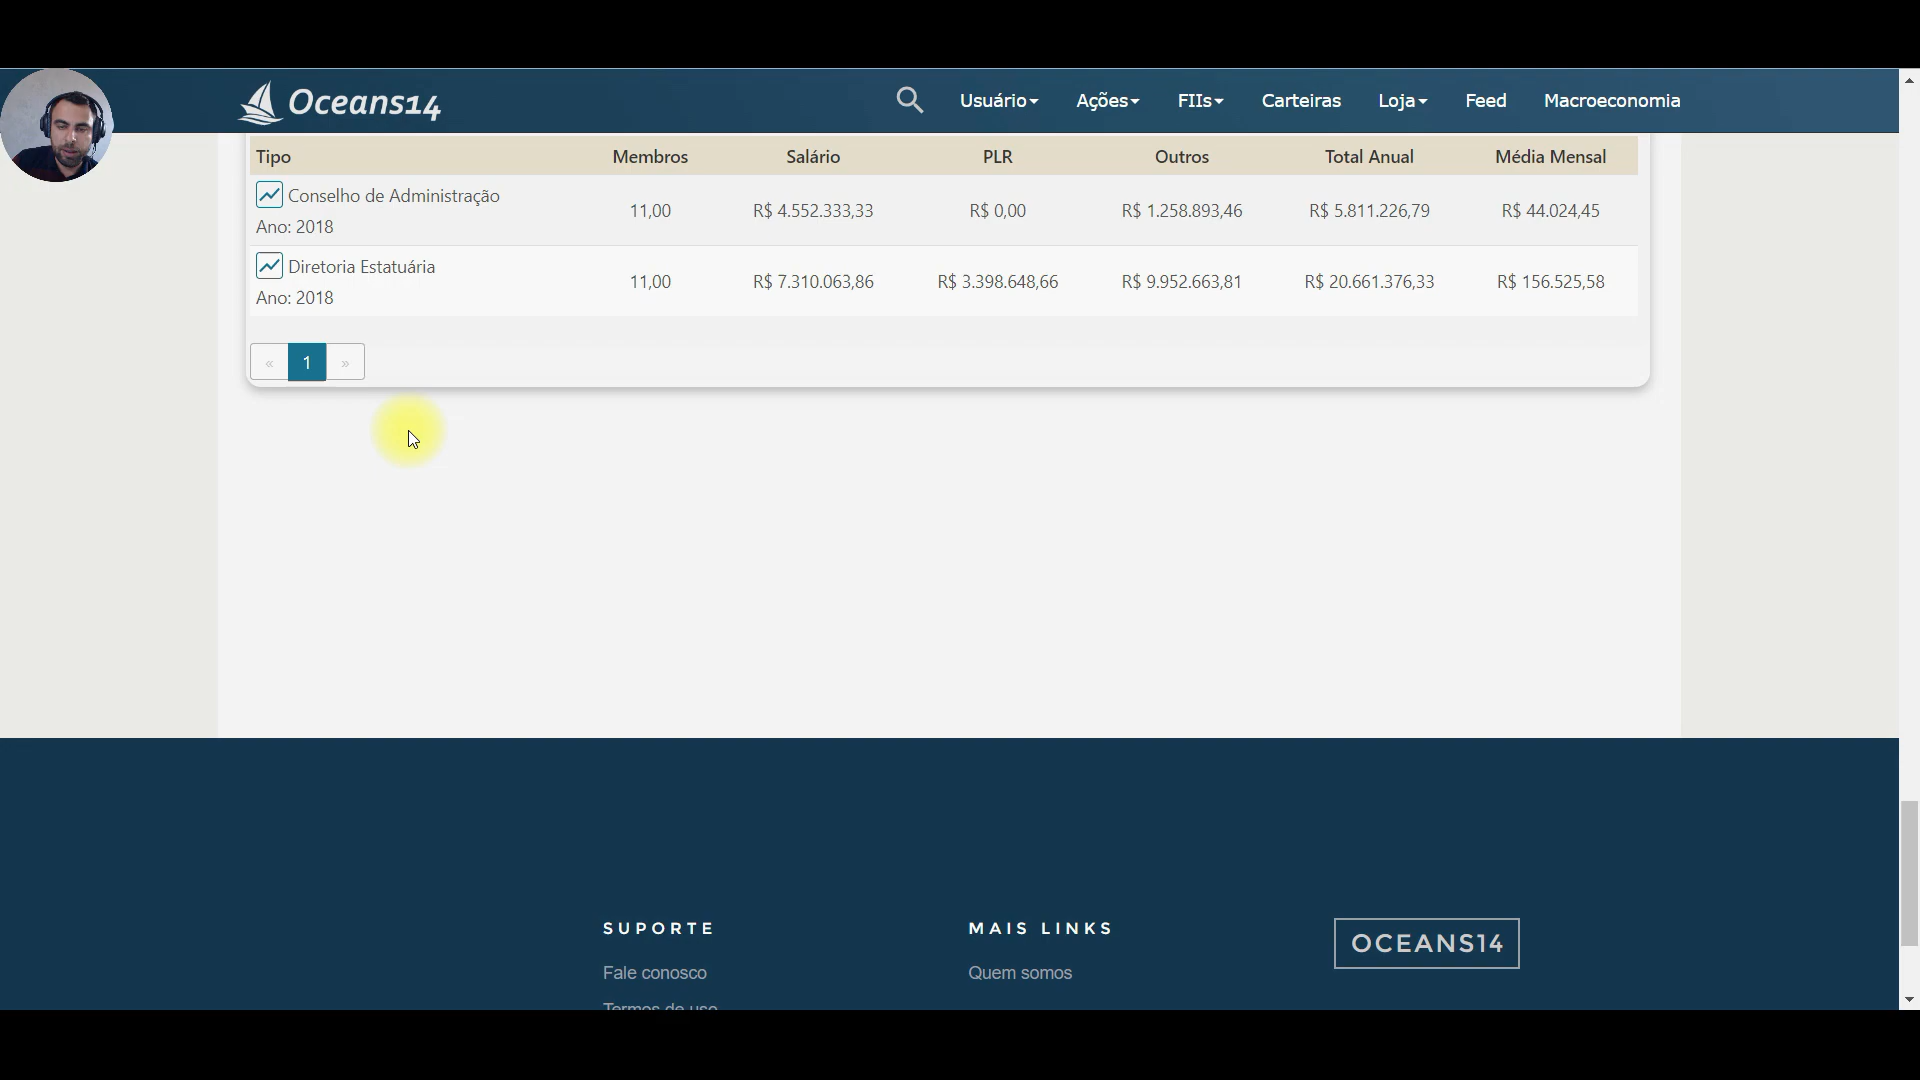 Oceans14
Usuário Ações FIIs Carteiras Loja Feed Macroeconomia
Tipo Membros Salário PLR Outros Total Anual Média Mensal
Conselho de Administração
Ano: 2018
11,00 R$ 4.552.333,33 R$ 0,00 R$ 1.258.893,46 R$ 5.811.226,79 R$ 44.024,45
Diretoria Estatuária
Ano: 2018
11,00 R$ 7.310.063,86 R$ 3.398.648,66 R$ 9.952.663,81 R$ 20.661.376,33 R$ 156.525,58
« 1 »
SUPORTE
Fale conosco
Termos de uso
MAIS LINKS
Quem somos
OCEANS14